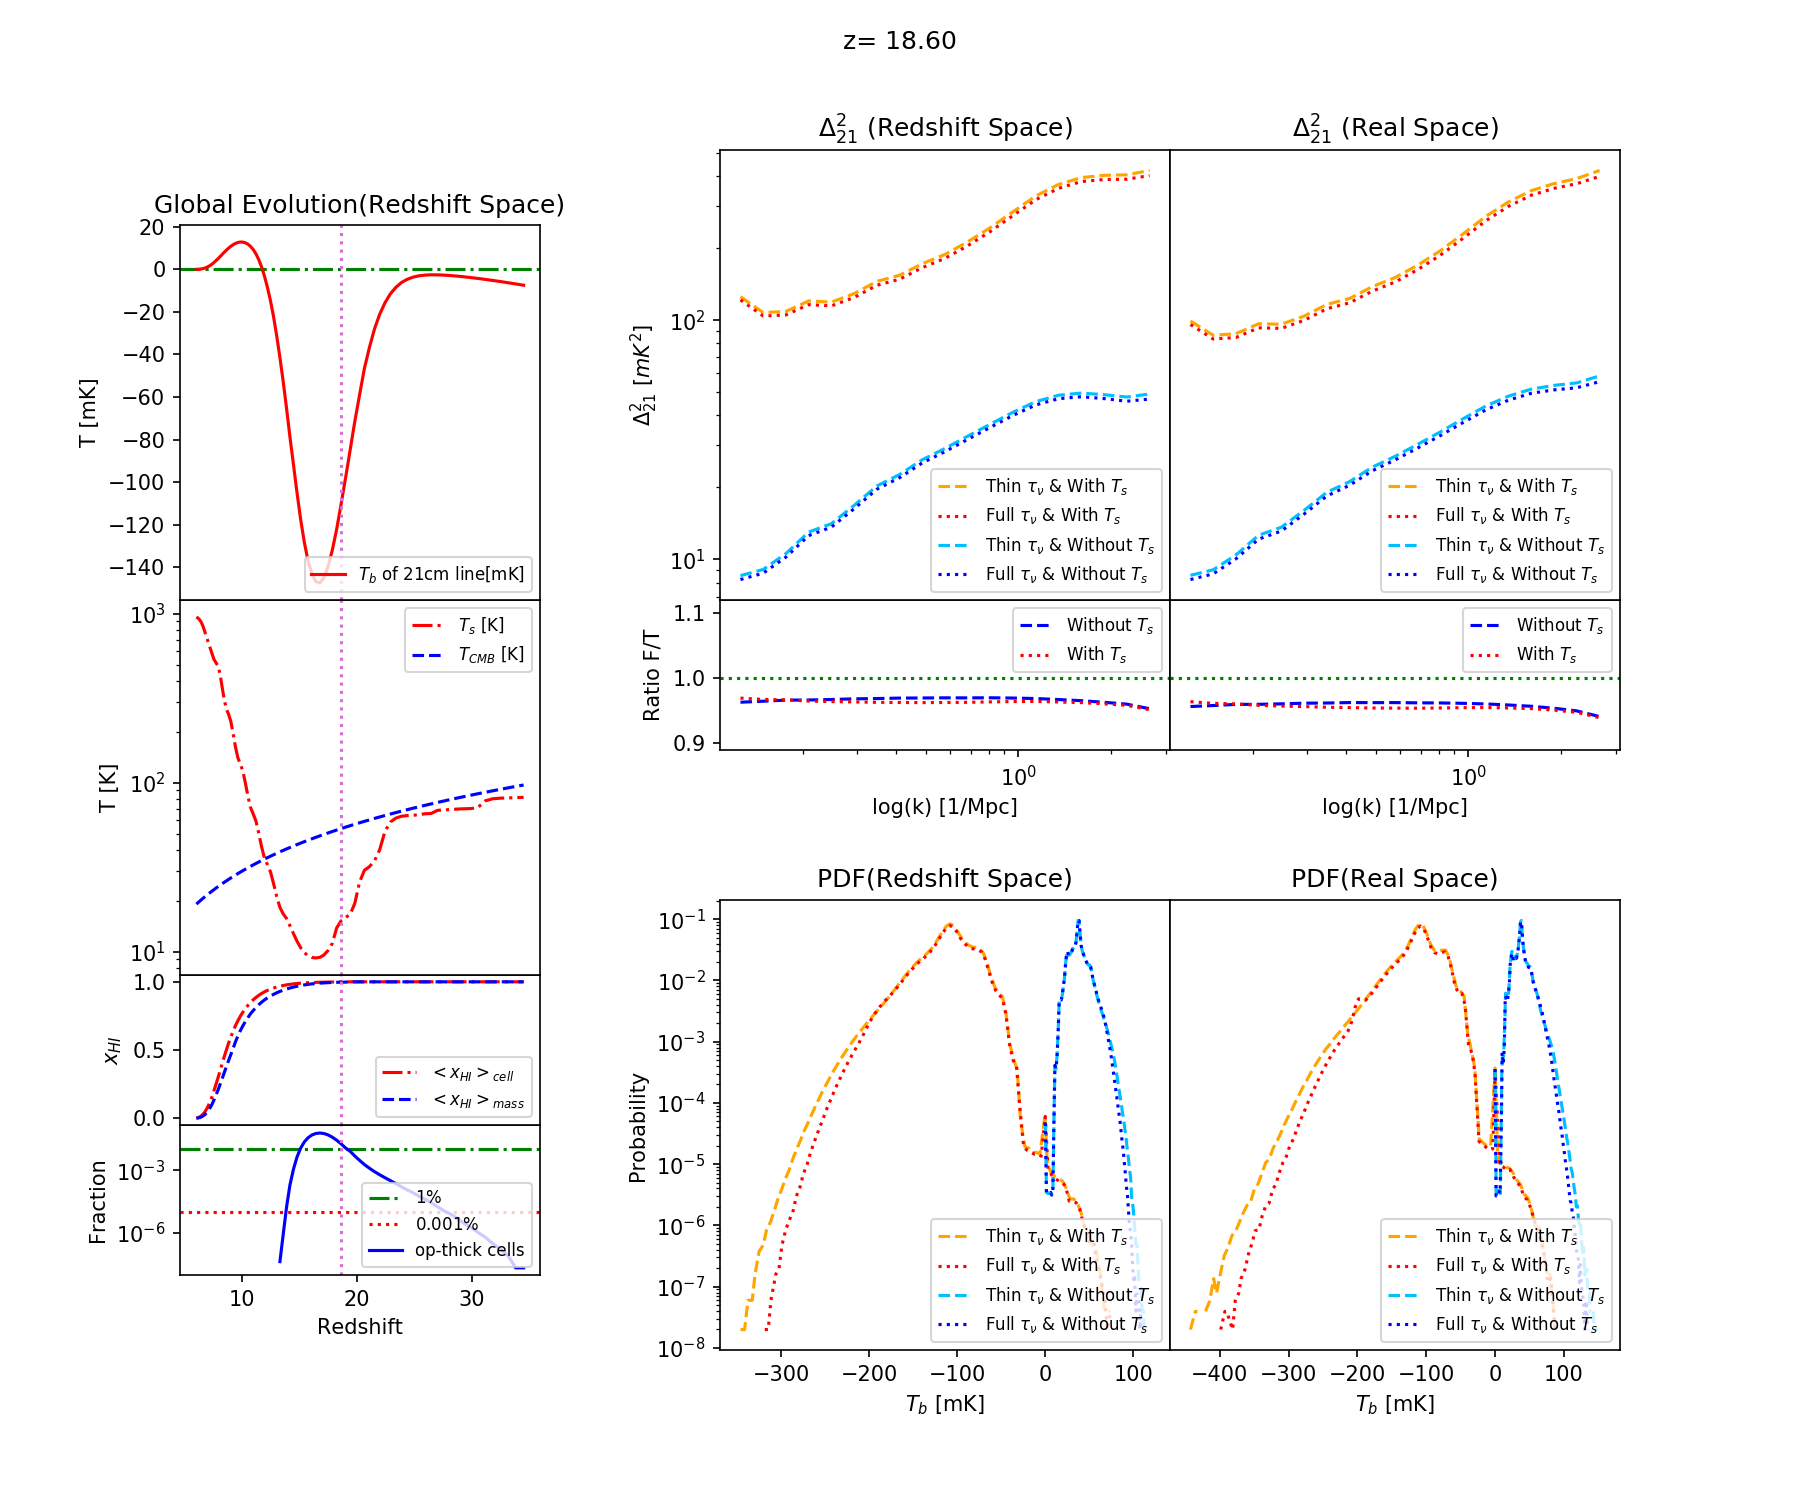 z= 18.60
Global Evolution(Redshift Space)
20
0
−20
−40
−60
−80
−100
−120
−140
T [mK]
T_b of 21cm line[mK]
10^3
10^2
10^1
T [K]
T_s [K]
T_CMB [K]
1.0
0.5
0.0
x_HI
< x_HI >_cell
< x_HI >_mass
10^−3
10^−6
Fraction
1%
0.001%
op-thick cells
10
20
30
Redshift
Δ^2_21 (Redshift Space)
Δ^2_21 (Real Space)
10^2
10^1
Δ^2_21 [mK^2]
Thin τ_ν & With T_s
Full τ_ν & With T_s
Thin τ_ν & Without T_s
Full τ_ν & Without T_s
Thin τ_ν & With T_s
Full τ_ν & With T_s
Thin τ_ν & Without T_s
Full τ_ν & Without T_s
1.1
1.0
0.9
Ratio F/T
Without T_s
With T_s
Without T_s
With T_s
10^0
10^0
log(k) [1/Mpc]
log(k) [1/Mpc]
PDF(Redshift Space)
PDF(Real Space)
10^−1
10^−2
10^−3
10^−4
10^−5
10^−6
10^−7
10^−8
Probability
Thin τ_ν & With T_s
Full τ_ν & With T_s
Thin τ_ν & Without T_s
Full τ_ν & Without T_s
Thin τ_ν & With T_s
Full τ_ν & With T_s
Thin τ_ν & Without T_s
Full τ_ν & Without T_s
−300
−200
−100
0
100
−400
−300
−200
−100
0
100
T_b [mK]
T_b [mK]